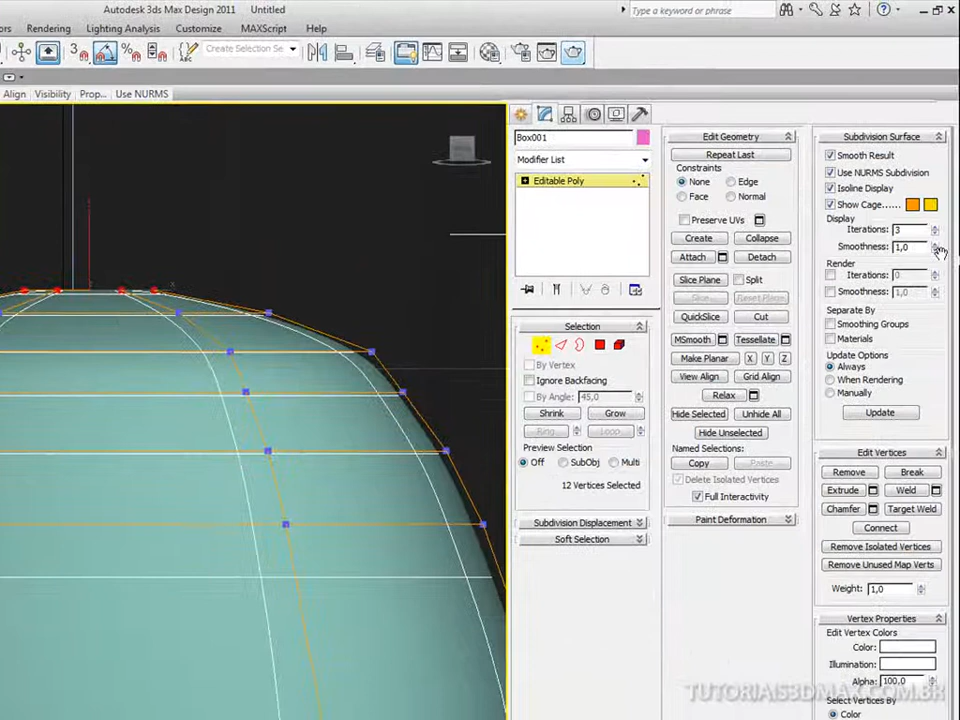 Autodesk 3ds Max Design 2011 Untitled
Type a keyword or phrase
ors Rendering Lighting Analysis Customize MAXScript Help
3 % ABC Create Selection Se
Align Visibility Prop... Use NURMS
Box001
Modifier List
Editable Poly
Selection
By Vertex
Ignore Backfacing
By Angle: 45,0
Shrink Grow
Ring Loop
Preview Selection
Off SubObj Multi
12 Vertices Selected
Subdivision Displacement
Soft Selection
Edit Geometry
Repeat Last
Constraints
None Edge
Face Normal
Preserve UVs
Create Collapse
Attach Detach
Slice Plane Split
Slice Reset Plane
QuickSlice Cut
MSmooth Tessellate
Make Planar X Y Z
View Align Grid Align
Relax
Hide Selected Unhide All
Hide Unselected
Named Selections:
Copy Paste
Delete Isolated Vertices
Full Interactivity
Paint Deformation
Subdivision Surface
Smooth Result
Use NURMS Subdivision
Isoline Display
Show Cage......
Display
Iterations: 3
Smoothness: 1,0
Render
Iterations: 0
Smoothness: 1,0
Separate By
Smoothing Groups
Materials
Update Options
Always
When Rendering
Manually
Update
Edit Vertices
Remove Break
Extrude Weld
Chamfer Target Weld
Connect
Remove Isolated Vertices
Remove Unused Map Verts
Weight: 1,0
Vertex Properties
Edit Vertex Colors
Color:
Illumination:
Alpha: 100,0
Select Vertices By
Color
TUTORIAIS3DMAX.COM.BR